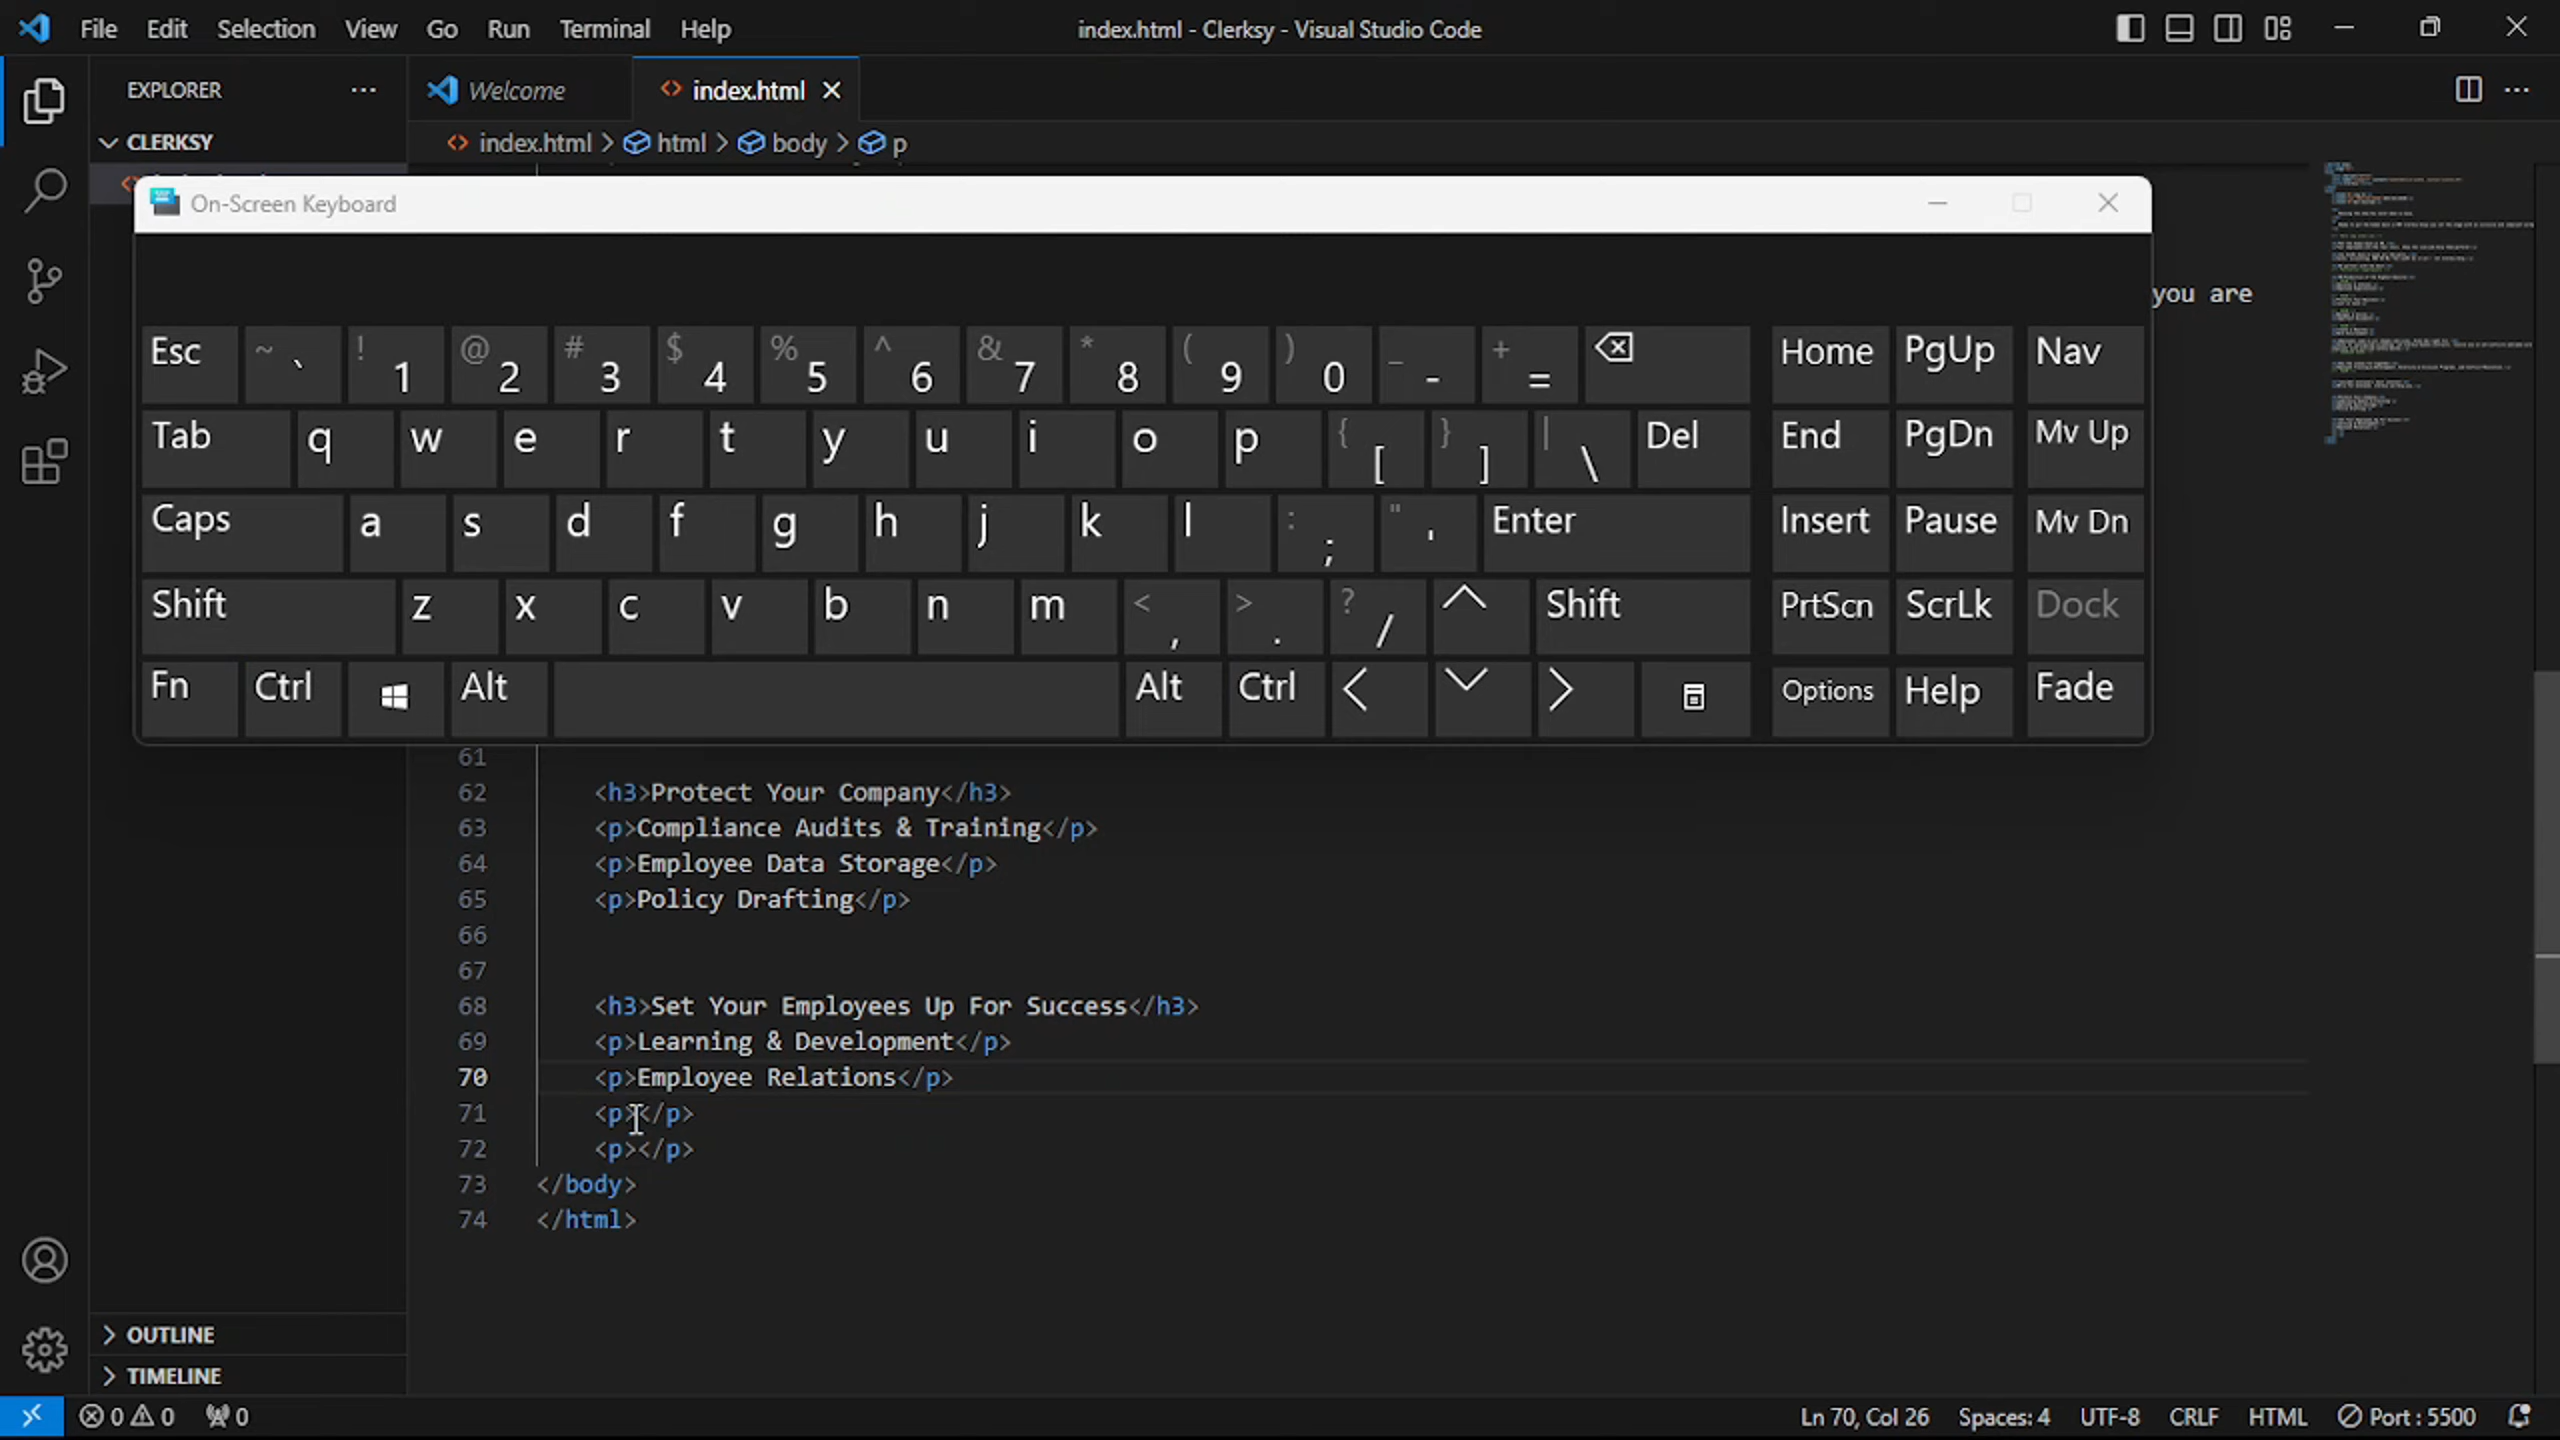 File Edit Selection View Go Run Terminal Help index.html - Clerksy - Visual Studio Code
EXPLORER ... Welcome index.html
CLERKSY index.html > html > body > p
On-Screen Keyboard
you are
Esc ~ ` ! 1 @ 2 # 3 $ 4 % 5 ^ 6 & 7 * 8 ( 9 ) 0 _ - + = Home PgUp Nav
Tab q w e r t y u i o p { [ } ] | \ Del End PgDn Mv Up
Caps a s d f g h j k l : ; " ' Enter Insert Pause Mv Dn
Shift z x c v b n m < , > . ? / Shift PrtScn ScrLk Dock
Fn Ctrl Alt Alt Ctrl Options Help Fade
61
62 <h3>Protect Your Company</h3>
63 <p>Compliance Audits & Training</p>
64 <p>Employee Data Storage</p>
65 <p>Policy Drafting</p>
66
67
68 <h3>Set Your Employees Up For Success</h3>
69 <p>Learning & Development</p>
70 <p>Employee Relations</p>
71 <p></p>
72 <p></p>
73 </body>
74 </html>
OUTLINE
TIMELINE
0 0 0 Ln 70, Col 26 Spaces: 4 UTF-8 CRLF HTML Port : 5500